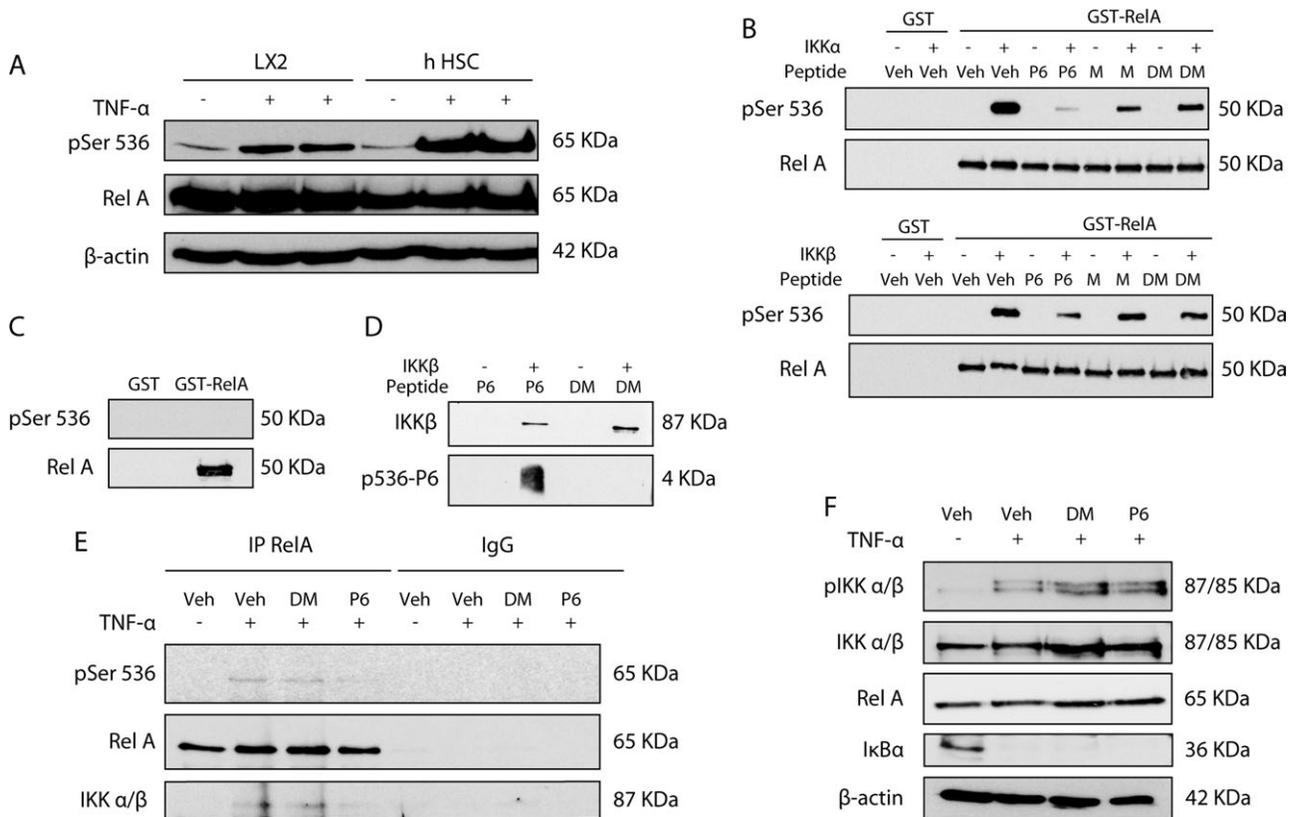 A
LX2 h HSC
TNF-α - + + - + +
pSer 536 65 KDa
Rel A 65 KDa
β-actin 42 KDa
B
GST GST-RelA
IKKα - + - + - + - + - +
Peptide Veh Veh Veh Veh P6 P6 M M DM DM
pSer 536 50 KDa
Rel A 50 KDa
GST GST-RelA
IKKβ - + - + - + - + - +
Peptide Veh Veh Veh Veh P6 P6 M M DM DM
pSer 536 50 KDa
Rel A 50 KDa
C
GST GST-RelA
pSer 536 50 KDa
Rel A 50 KDa
D
IKKβ - + - +
Peptide P6 P6 DM DM
IKKβ 87 KDa
p536-P6 4 KDa
E
IP RelA IgG
Veh Veh DM P6 Veh Veh DM P6
TNF-α - + + + - + + +
pSer 536 65 KDa
Rel A 65 KDa
IKK α/β 87 KDa
F
Veh Veh DM P6
TNF-α - + + +
pIKK α/β 87/85 KDa
IKK α/β 87/85 KDa
Rel A 65 KDa
IκBα 36 KDa
β-actin 42 KDa